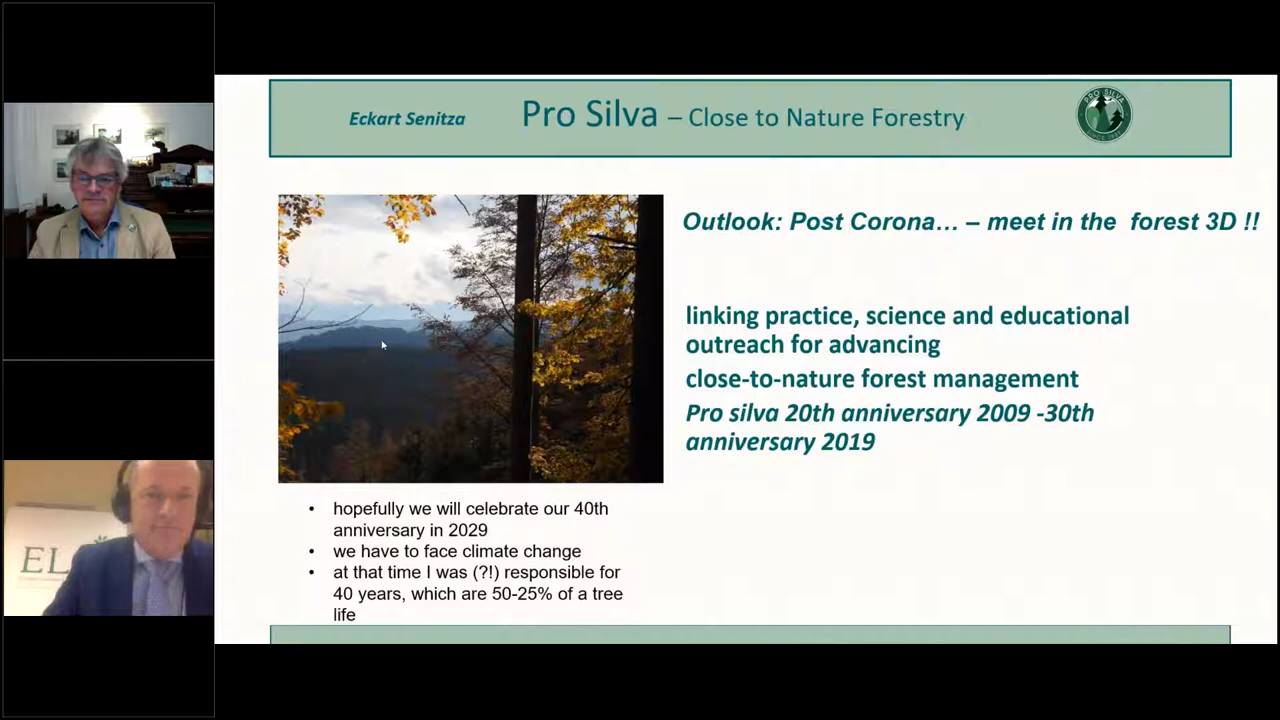 Eckart Senitza
Pro Silva – Close to Nature Forestry
PRO SILVA
Outlook: Post Corona... – meet in the forest 3D !!
linking practice, science and educational
outreach for advancing
close-to-nature forest management
Pro silva 20th anniversary 2009 -30th
anniversary 2019
• hopefully we will celebrate our 40th
anniversary in 2029
• we have to face climate change
• at that time I was (?!) responsible for
40 years, which are 50-25% of a tree
life